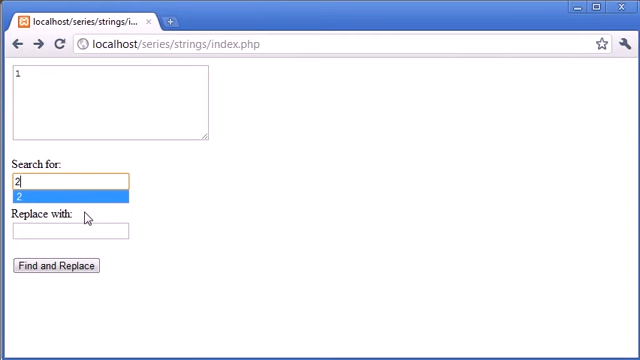 localhost/series/strings/i...
localhost/series/strings/index.php
1
Search for:
2
2
Replace with:
Find and Replace